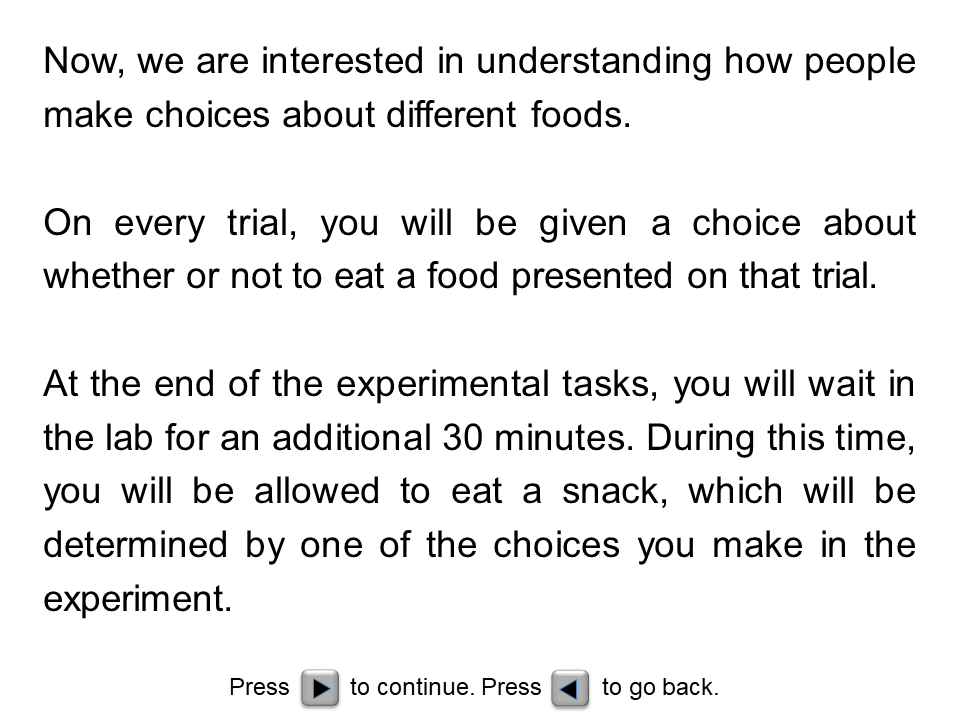 Now, we are interested in understanding how people
make choices about different foods.
On every trial, you will be given a choice about
whether or not to eat a food presented on that trial.
At the end of the experimental tasks, you will wait in
the lab for an additional 30 minutes. During this time,
you will be allowed to eat a snack, which will be
determined by one of the choices you make in the
experiment.
Press to continue. Press to go back.